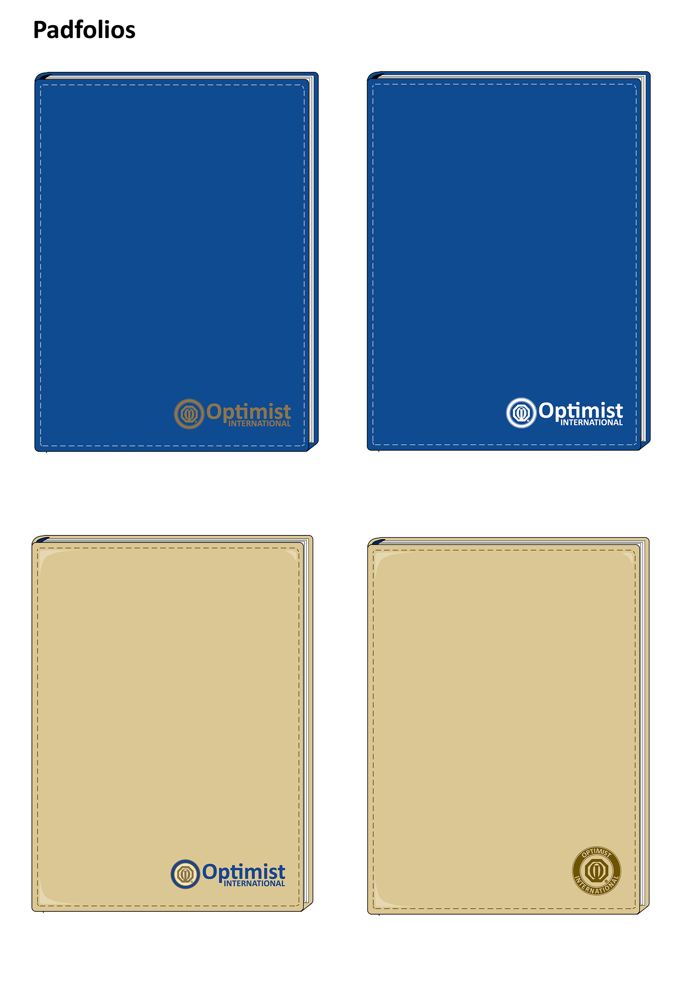 Padfolios
Optimist
INTERNATIONAL
®
Optimist
INTERNATIONAL
®
Optimist
INTERNATIONAL
®
OPTIMIST
INTERNATIONAL
®